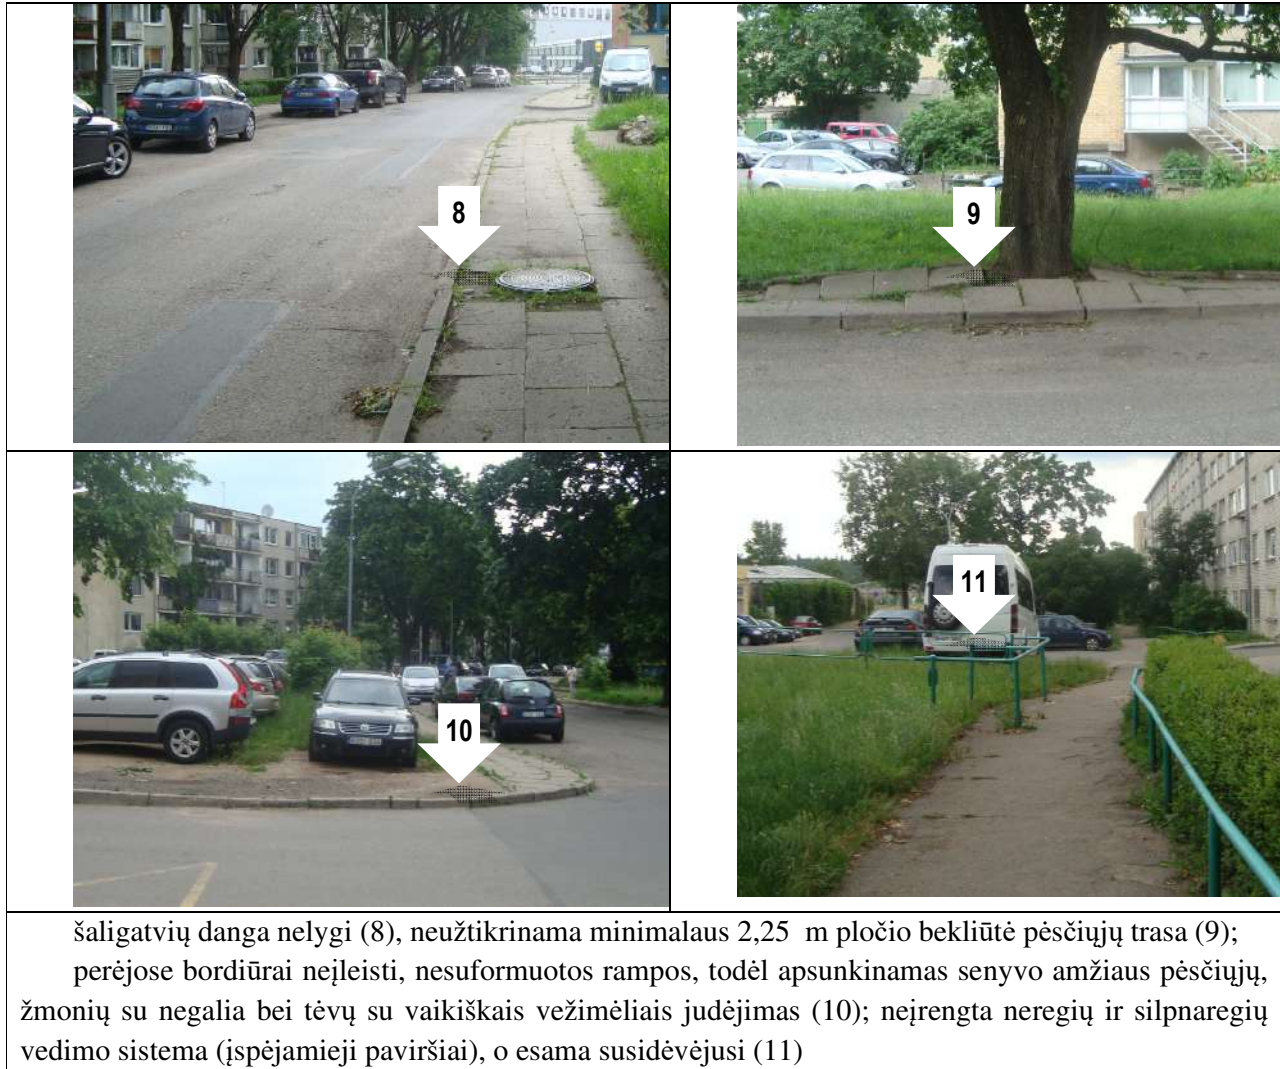 8
9
10
11
šaligatvių danga nelygi (8), neužtikrinama minimalaus 2,25 m pločio bekliūtė pėsčiųjų trasa (9);
perėjose bordiūrai neįleisti, nesuformuotos rampos, todėl apsunkinamas senyvo amžiaus pėsčiųjų,
žmonių su negalia bei tėvų su vaikiškais vežimėliais judėjimas (10); neįrengta neregių ir silpnaregių
vedimo sistema (įspėjamieji paviršiai), o esama susidėvėjusi (11)